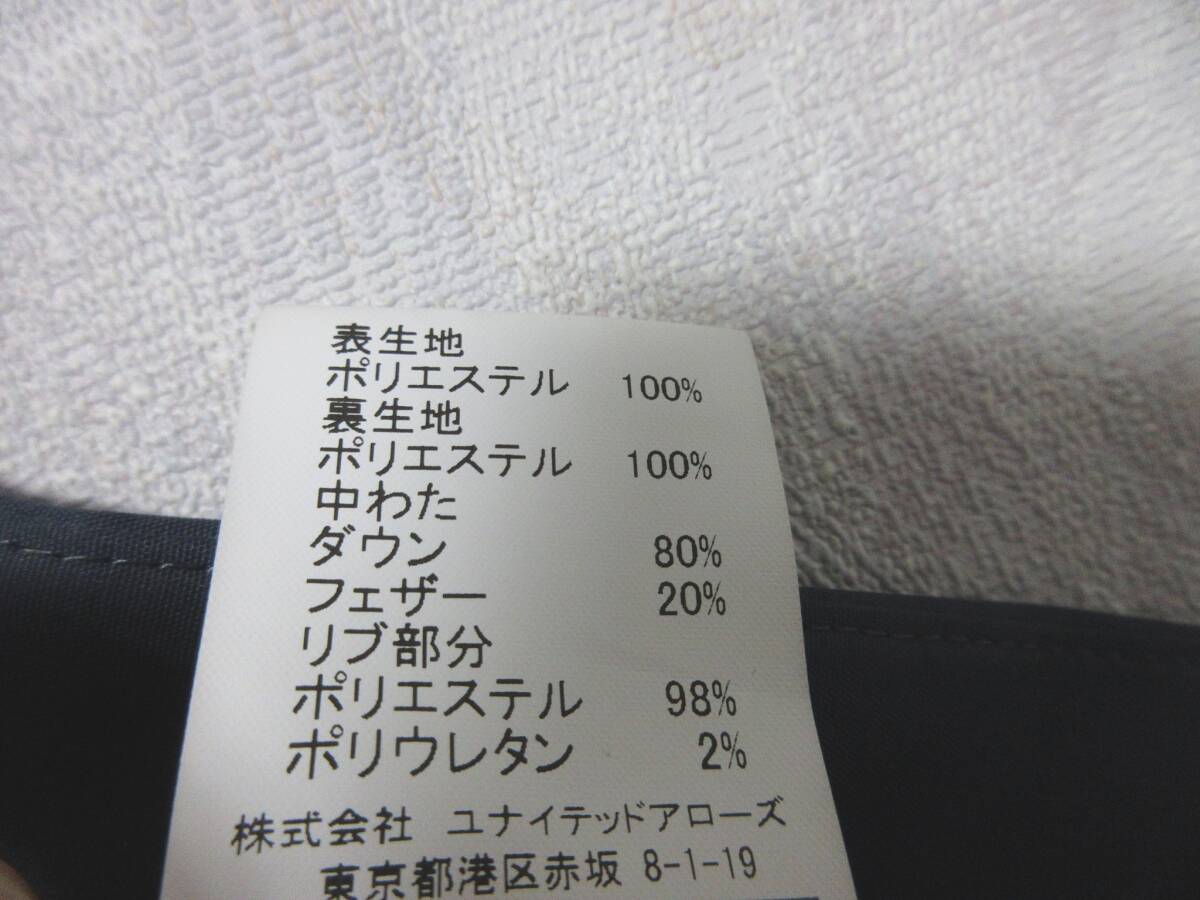 表生地
ポリエステル 100%
裏生地
ポリエステル 100%
中わた
ダウン 80%
フェザー 20%
リブ部分
ポリエステル 98%
ポリウレタン 2%
株式会社 ユナイテッドアローズ
東京都港区赤坂 8-1-19